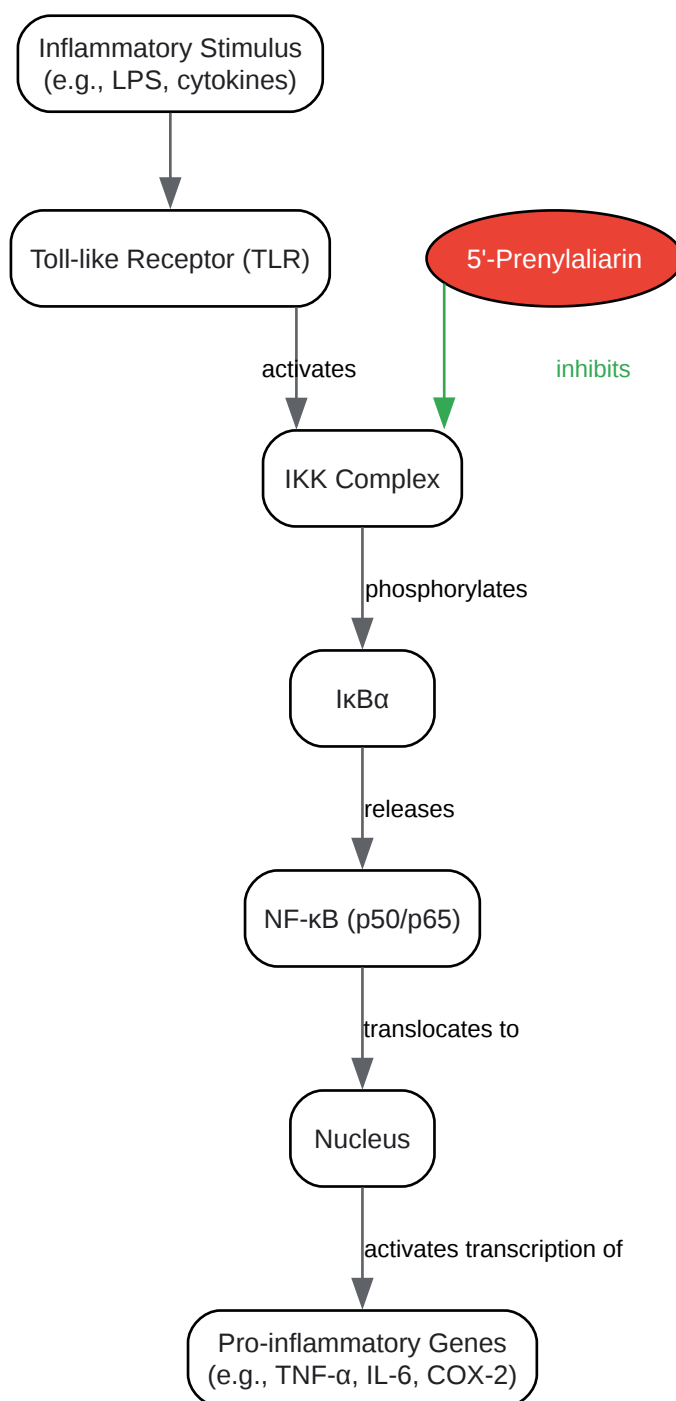 Inflammatory Stimulus
(e.g., LPS, cytokines)
Toll-like Receptor (TLR)
5'-Prenylaliarin
activates
inhibits
IKK Complex
phosphorylates
IκBα
releases
NF-κB (p50/p65)
translocates to
Nucleus
activates transcription of
Pro-inflammatory Genes
(e.g., TNF-α, IL-6, COX-2)